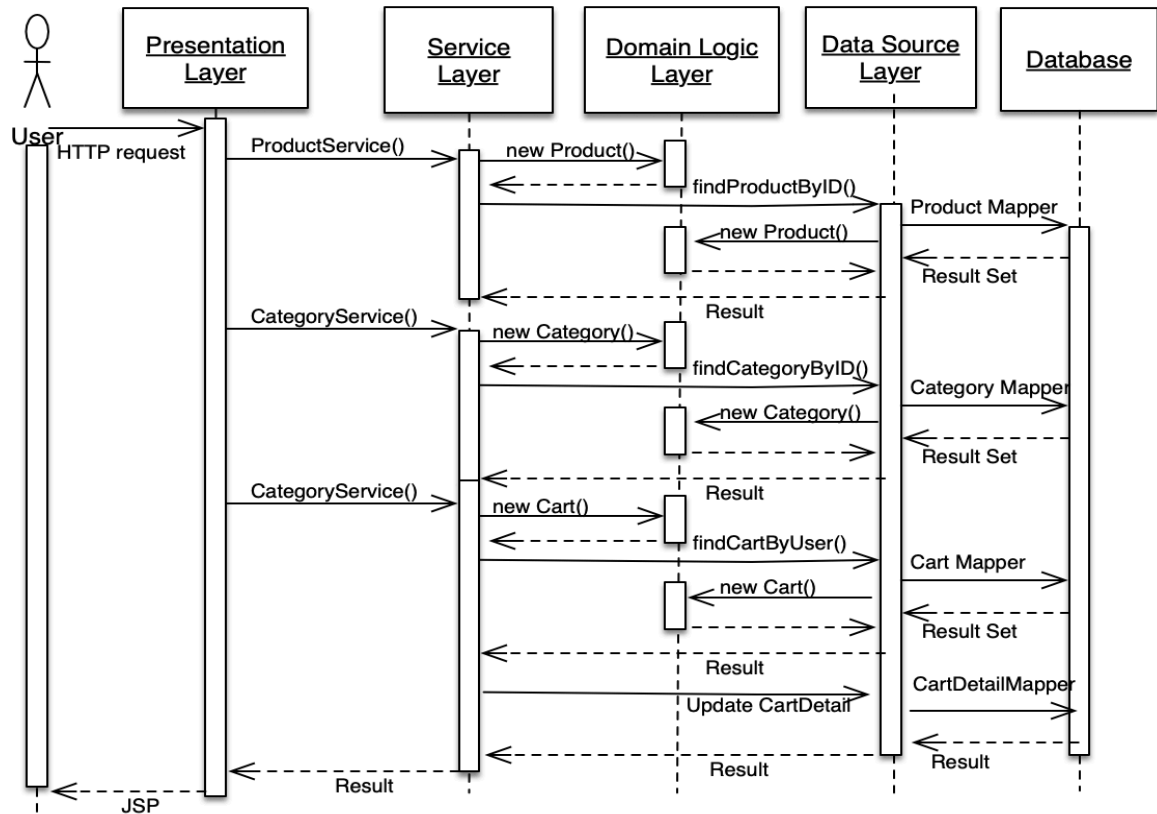 Presentation
Layer
Service
Layer
Domain Logic
Layer
Data Source
Layer
Database
User
HTTP request
ProductService()
new Product()
findProductByID()
Product Mapper
new Product()
Result Set
Result
CategoryService()
new Category()
findCategoryByID()
Category Mapper
new Category()
Result Set
Result
CategoryService()
new Cart()
findCartByUser()
Cart Mapper
new Cart()
Result Set
Result
CartDetailMapper
Update CartDetail
Result
Result
Result
JSP